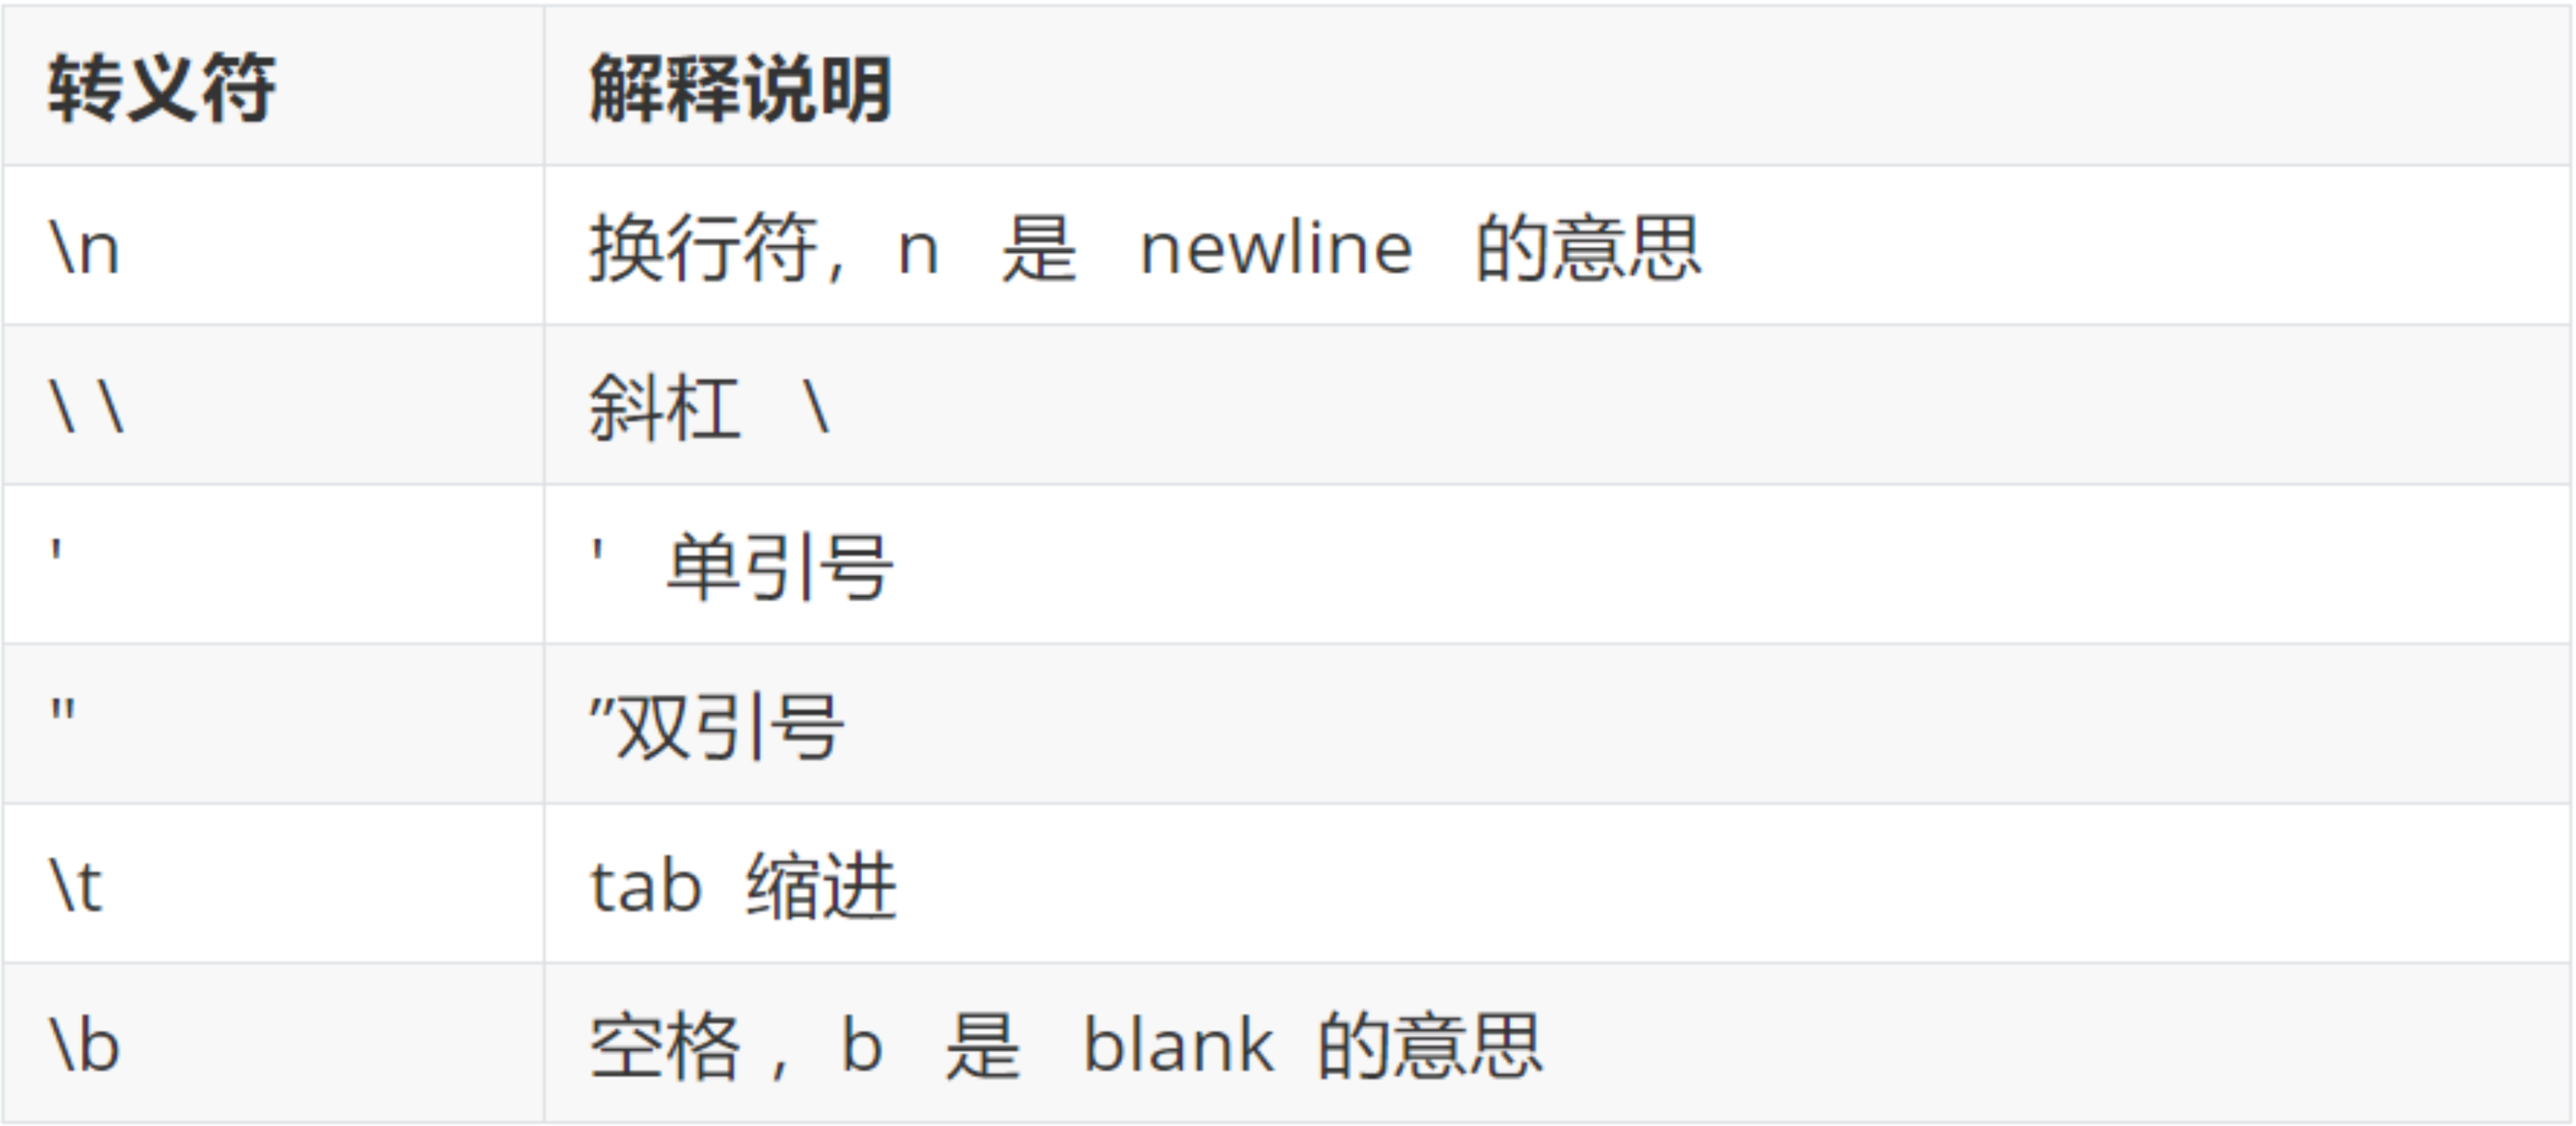 转义符 解释说明
\n 换行符，n 是 newline 的意思
\ \ 斜杠 \
' ' 单引号
" ”双引号
\t tab 缩进
\b 空格 ，b 是 blank 的意思